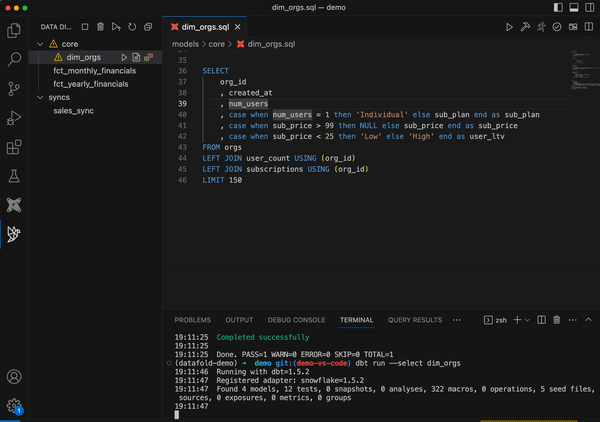 dim_orgs.sql — demo
DATA DI...
dim_orgs.sql
core
models > core > dim_orgs.sql
dim_orgs
fct_monthly_financials
fct_yearly_financials
syncs
sales_sync
35
36 SELECT
37 org_id
38 , created_at
39 , num_users
40 , case when num_users = 1 then 'Individual' else sub_plan end as sub_plan
41 , case when sub_price > 99 then NULL else sub_price end as sub_price
42 , case when sub_price < 25 then 'Low' else 'High' end as user_ltv
43 FROM orgs
44 LEFT JOIN user_count USING (org_id)
45 LEFT JOIN subscriptions USING (org_id)
46 LIMIT 150
PROBLEMS OUTPUT DEBUG CONSOLE TERMINAL QUERY RESULTS ... zsh
19:11:25 Completed successfully
19:11:25
19:11:25 Done. PASS=1 WARN=0 ERROR=0 SKIP=0 TOTAL=1
(datafold-demo) → demo git:(demo-vs-code) dbt run --select dim_orgs
19:11:46 Running with dbt=1.5.2
19:11:47 Registered adapter: snowflake=1.5.2
19:11:47 Found 4 models, 12 tests, 0 snapshots, 0 analyses, 322 macros, 0 operations, 5 seed files,
sources, 0 exposures, 0 metrics, 0 groups
19:11:47
1